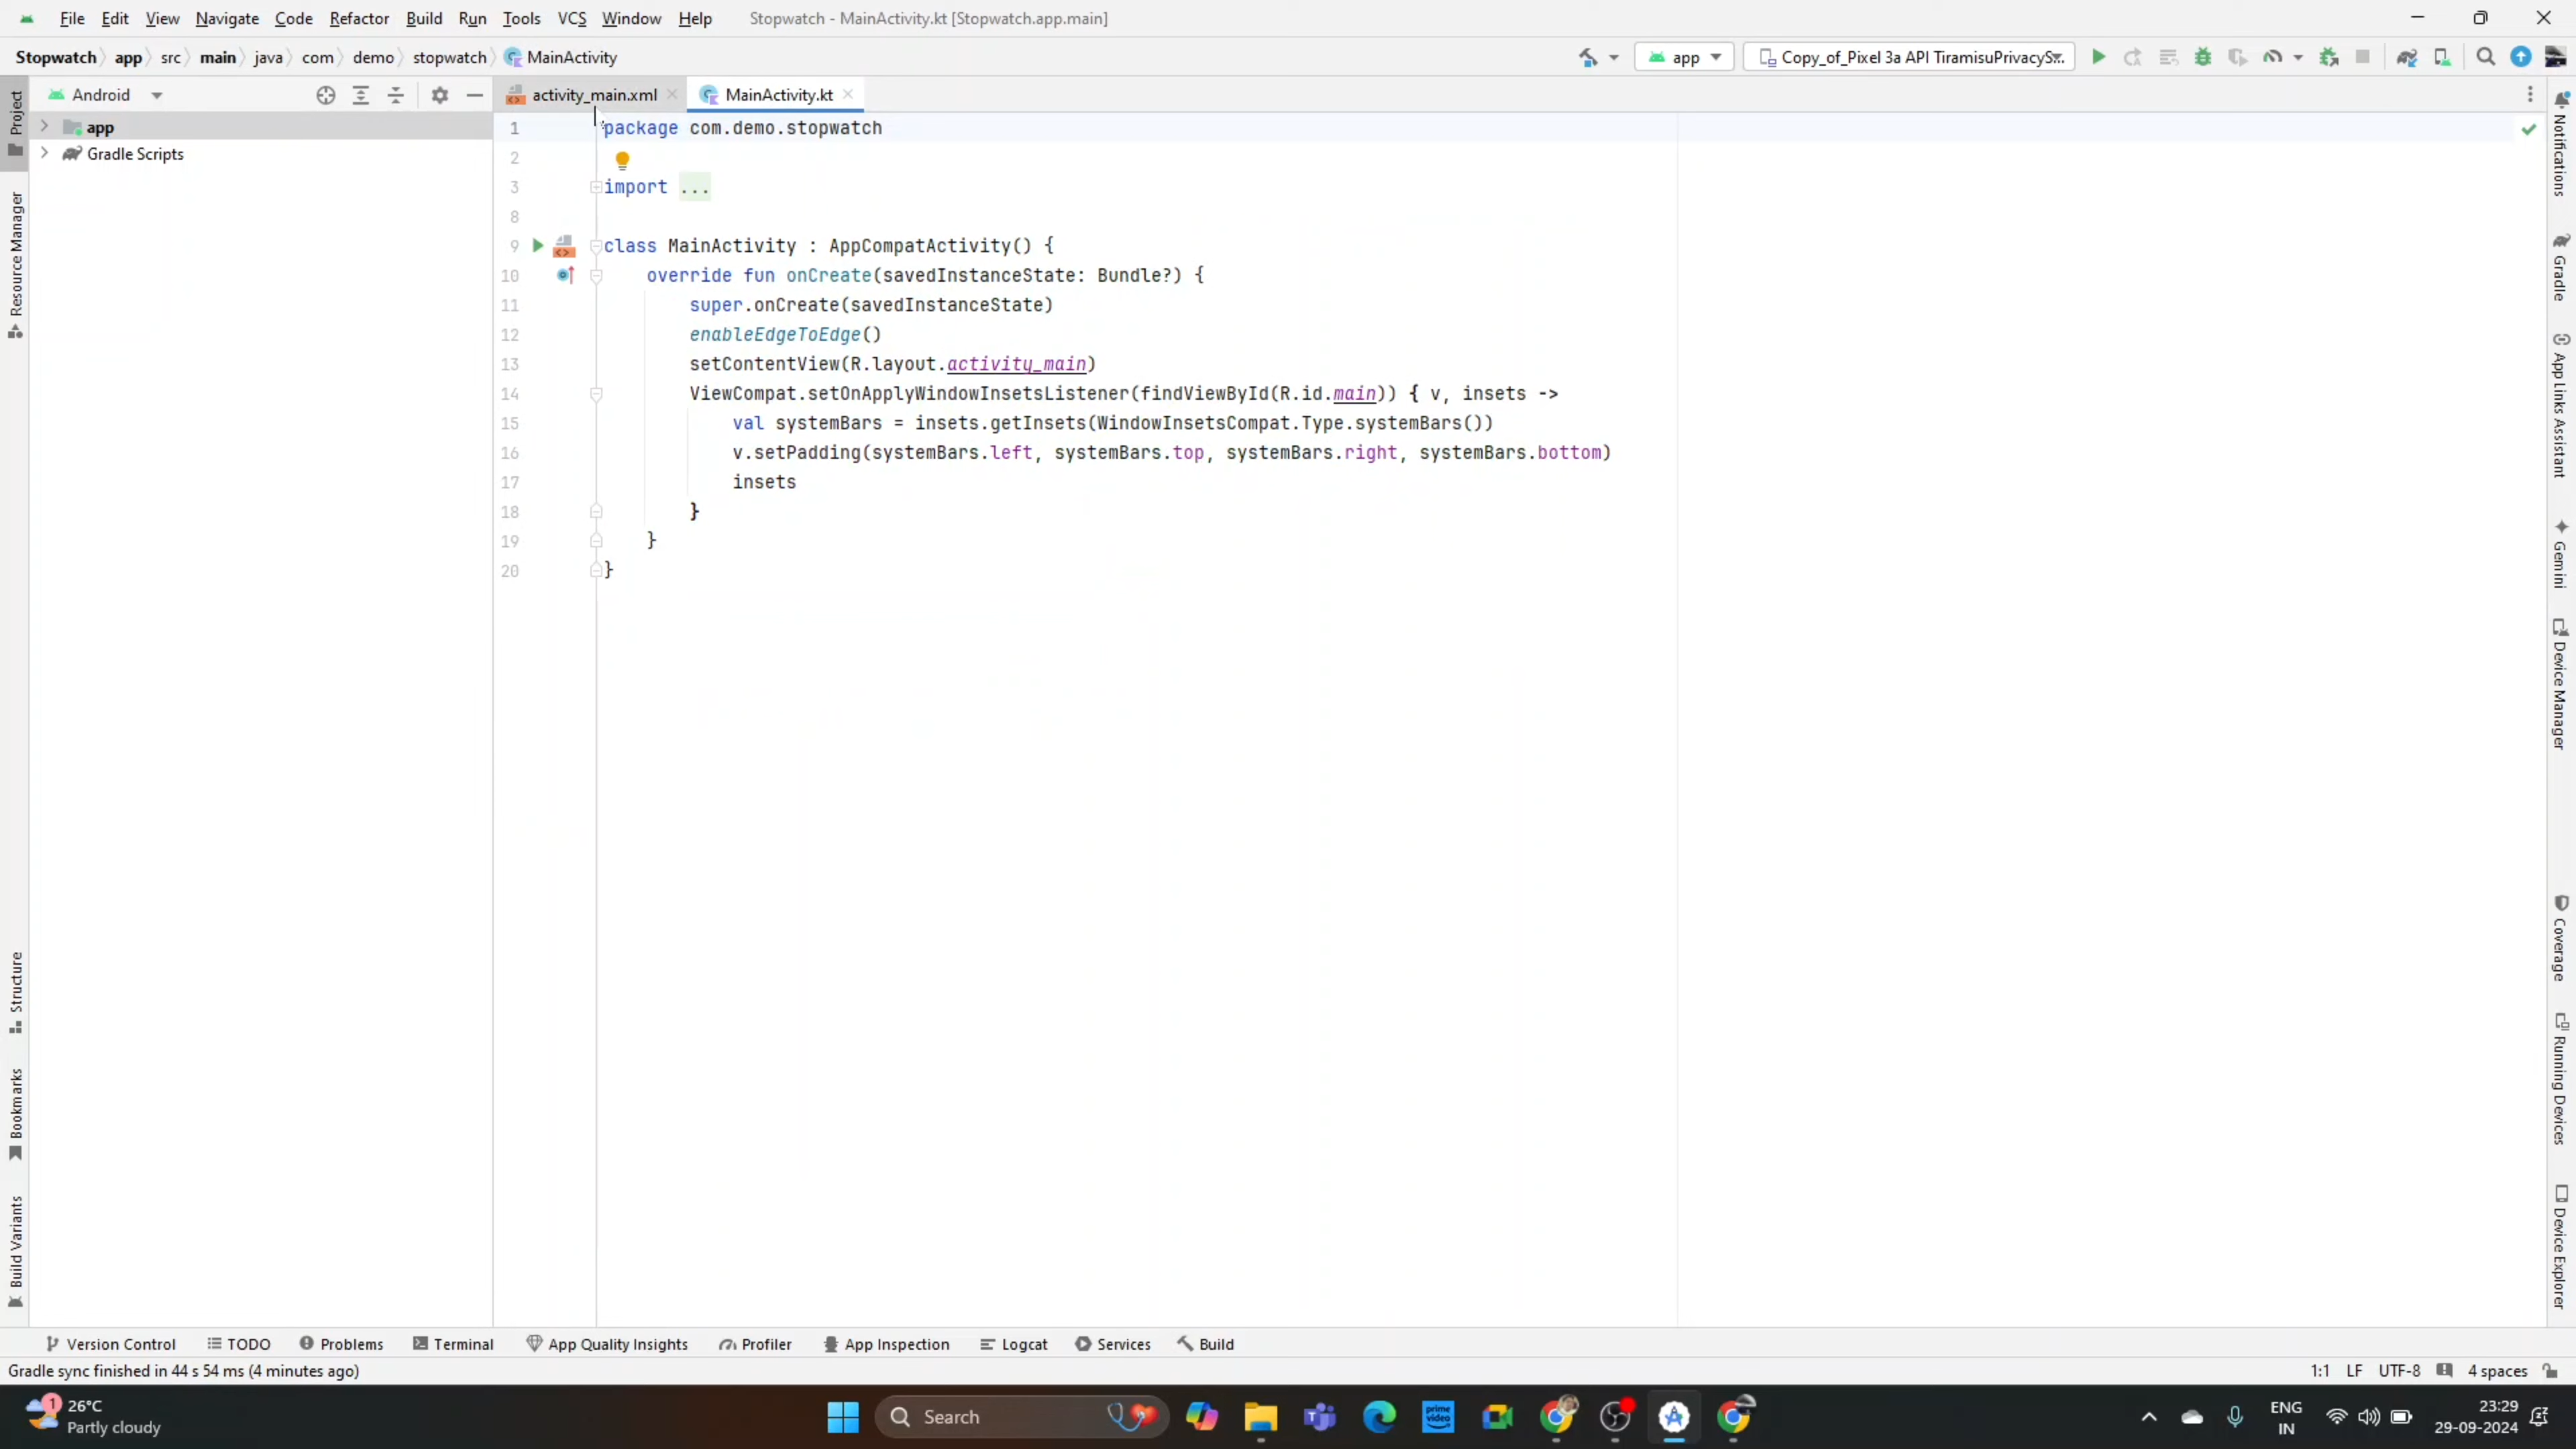 File Edit View Navigate Code Refactor Build Run Tools VCS Window Help Stopwatch - MainActivity.kt [Stopwatch.app.main]
Stopwatch app src main java com demo stopwatch MainActivity app Copy_of_Pixel 3a API TiramisuPrivacyS...
Android activity_main.xml MainActivity.kt
app
Gradle Scripts
1 package com.demo.stopwatch
2
3 import ...
8
9 class MainActivity : AppCompatActivity() {
10 override fun onCreate(savedInstanceState: Bundle?) {
11 super.onCreate(savedInstanceState)
12 enableEdgeToEdge()
13 setContentView(R.layout.activity_main)
14 ViewCompat.setOnApplyWindowInsetsListener(findViewById(R.id.main)) { v, insets ->
15 val systemBars = insets.getInsets(WindowInsetsCompat.Type.systemBars())
16 v.setPadding(systemBars.left, systemBars.top, systemBars.right, systemBars.bottom)
17 insets
18 }
19 }
20 }
Project
Resource Manager
Structure
Bookmarks
Build Variants
Notifications
Gradle
App Links Assistant
Gemini
Device Manager
Coverage
Running Devices
Device Explorer
Version Control TODO Problems Terminal App Quality Insights Profiler App Inspection Logcat Services Build
Gradle sync finished in 44 s 54 ms (4 minutes ago) 1:1 LF UTF-8 4 spaces
1
26°C
Partly cloudy
Search
prime
video
ENG
IN
23:29
29-09-2024